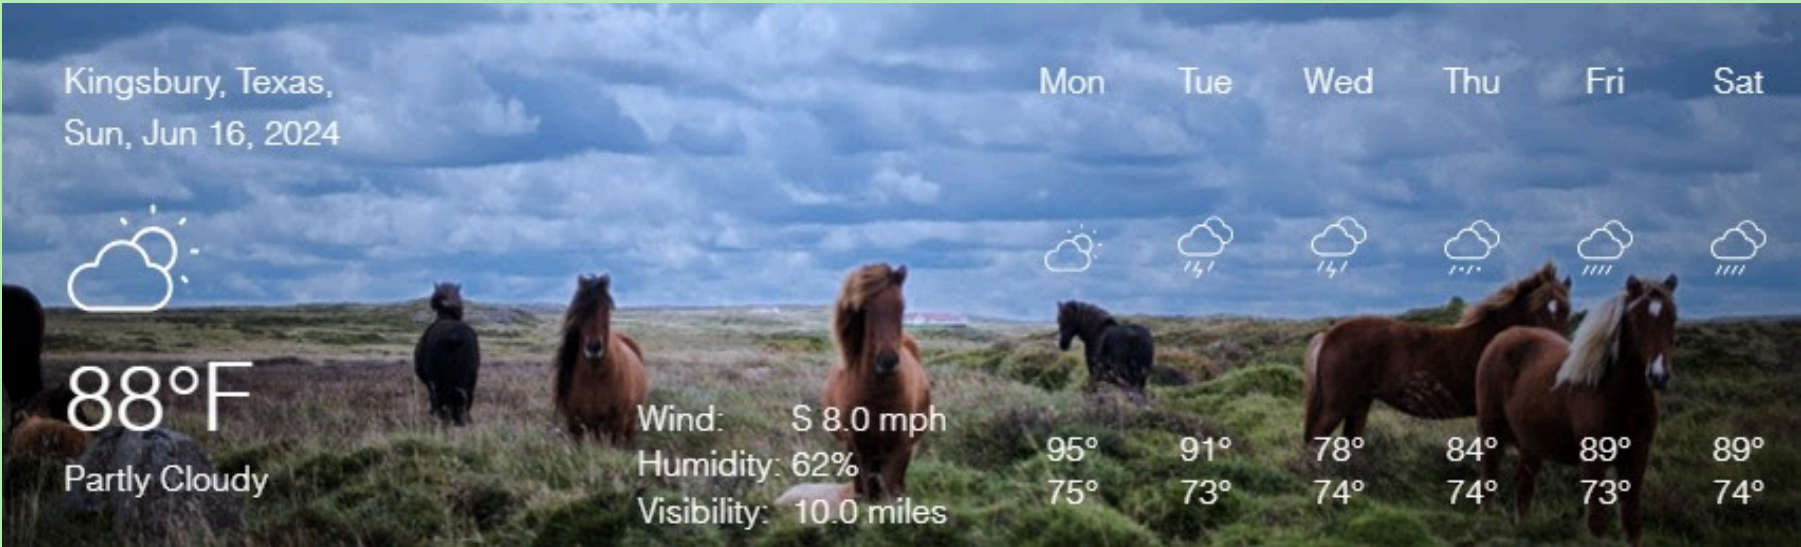 Kingsbury, Texas,
Sun, Jun 16, 2024
88°F
Partly Cloudy
Wind: S 8.0 mph
Humidity: 62%
Visibility: 10.0 miles
Mon Tue Wed Thu Fri Sat
95° 91° 78° 84° 89° 89°
75° 73° 74° 74° 73° 74°